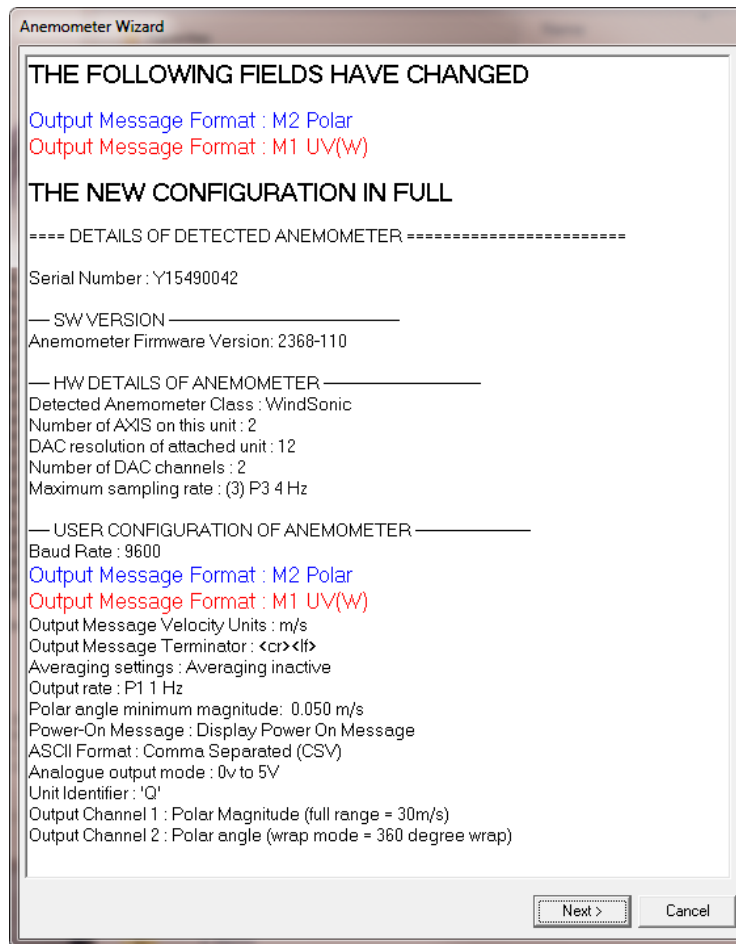 Anemometer Wizard
THE FOLLOWING FIELDS HAVE CHANGED
Output Message Format : M2 Polar
Output Message Format : M1 UV(W)
THE NEW CONFIGURATION IN FULL
==== DETAILS OF DETECTED ANEMOMETER ========================
Serial Number : Y15490042
— SW VERSION —————————————
Anemometer Firmware Version: 2368-110
— HW DETAILS OF ANEMOMETER —————————
Detected Anemometer Class : WindSonic
Number of AXIS on this unit : 2
DAC resolution of attached unit : 12
Number of DAC channels : 2
Maximum sampling rate : (3) P3 4 Hz
— USER CONFIGURATION OF ANEMOMETER ———————
Baud Rate : 9600
Output Message Format : M2 Polar
Output Message Format : M1 UV(W)
Output Message Velocity Units : m/s
Output Message Terminator : <cr><lf>
Averaging settings : Averaging inactive
Output rate : P1 1 Hz
Polar angle minimum magnitude:  0.050 m/s
Power-On Message : Display Power On Message
ASCII Format : Comma Separated (CSV)
Analogue output mode : 0v to 5V
Unit Identifier : 'Q'
Output Channel 1 : Polar Magnitude (full range = 30m/s)
Output Channel 2 : Polar angle (wrap mode = 360 degree wrap)
Next >
Cancel